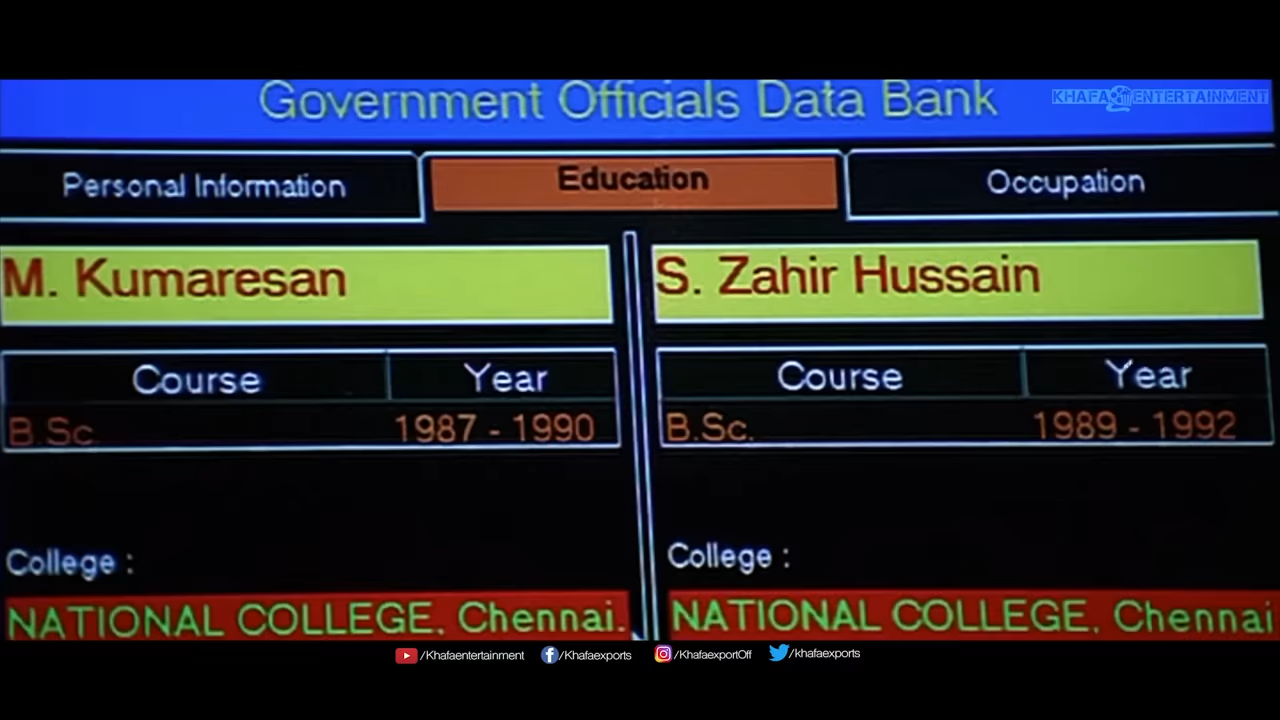 Government Officials Data Bank
KHAFA ENTERTAINMENT
Personal Information
Education
Occupation
M. Kumaresan
S. Zahir Hussain
Course Year
B.Sc. 1987 - 1990
Course Year
B.Sc. 1989 - 1992
College :
NATIONAL COLLEGE, Chennai.
College :
NATIONAL COLLEGE, Chennai
/Khafaentertainment
/Khafaexports
/KhafaexportOff
/khafaexports